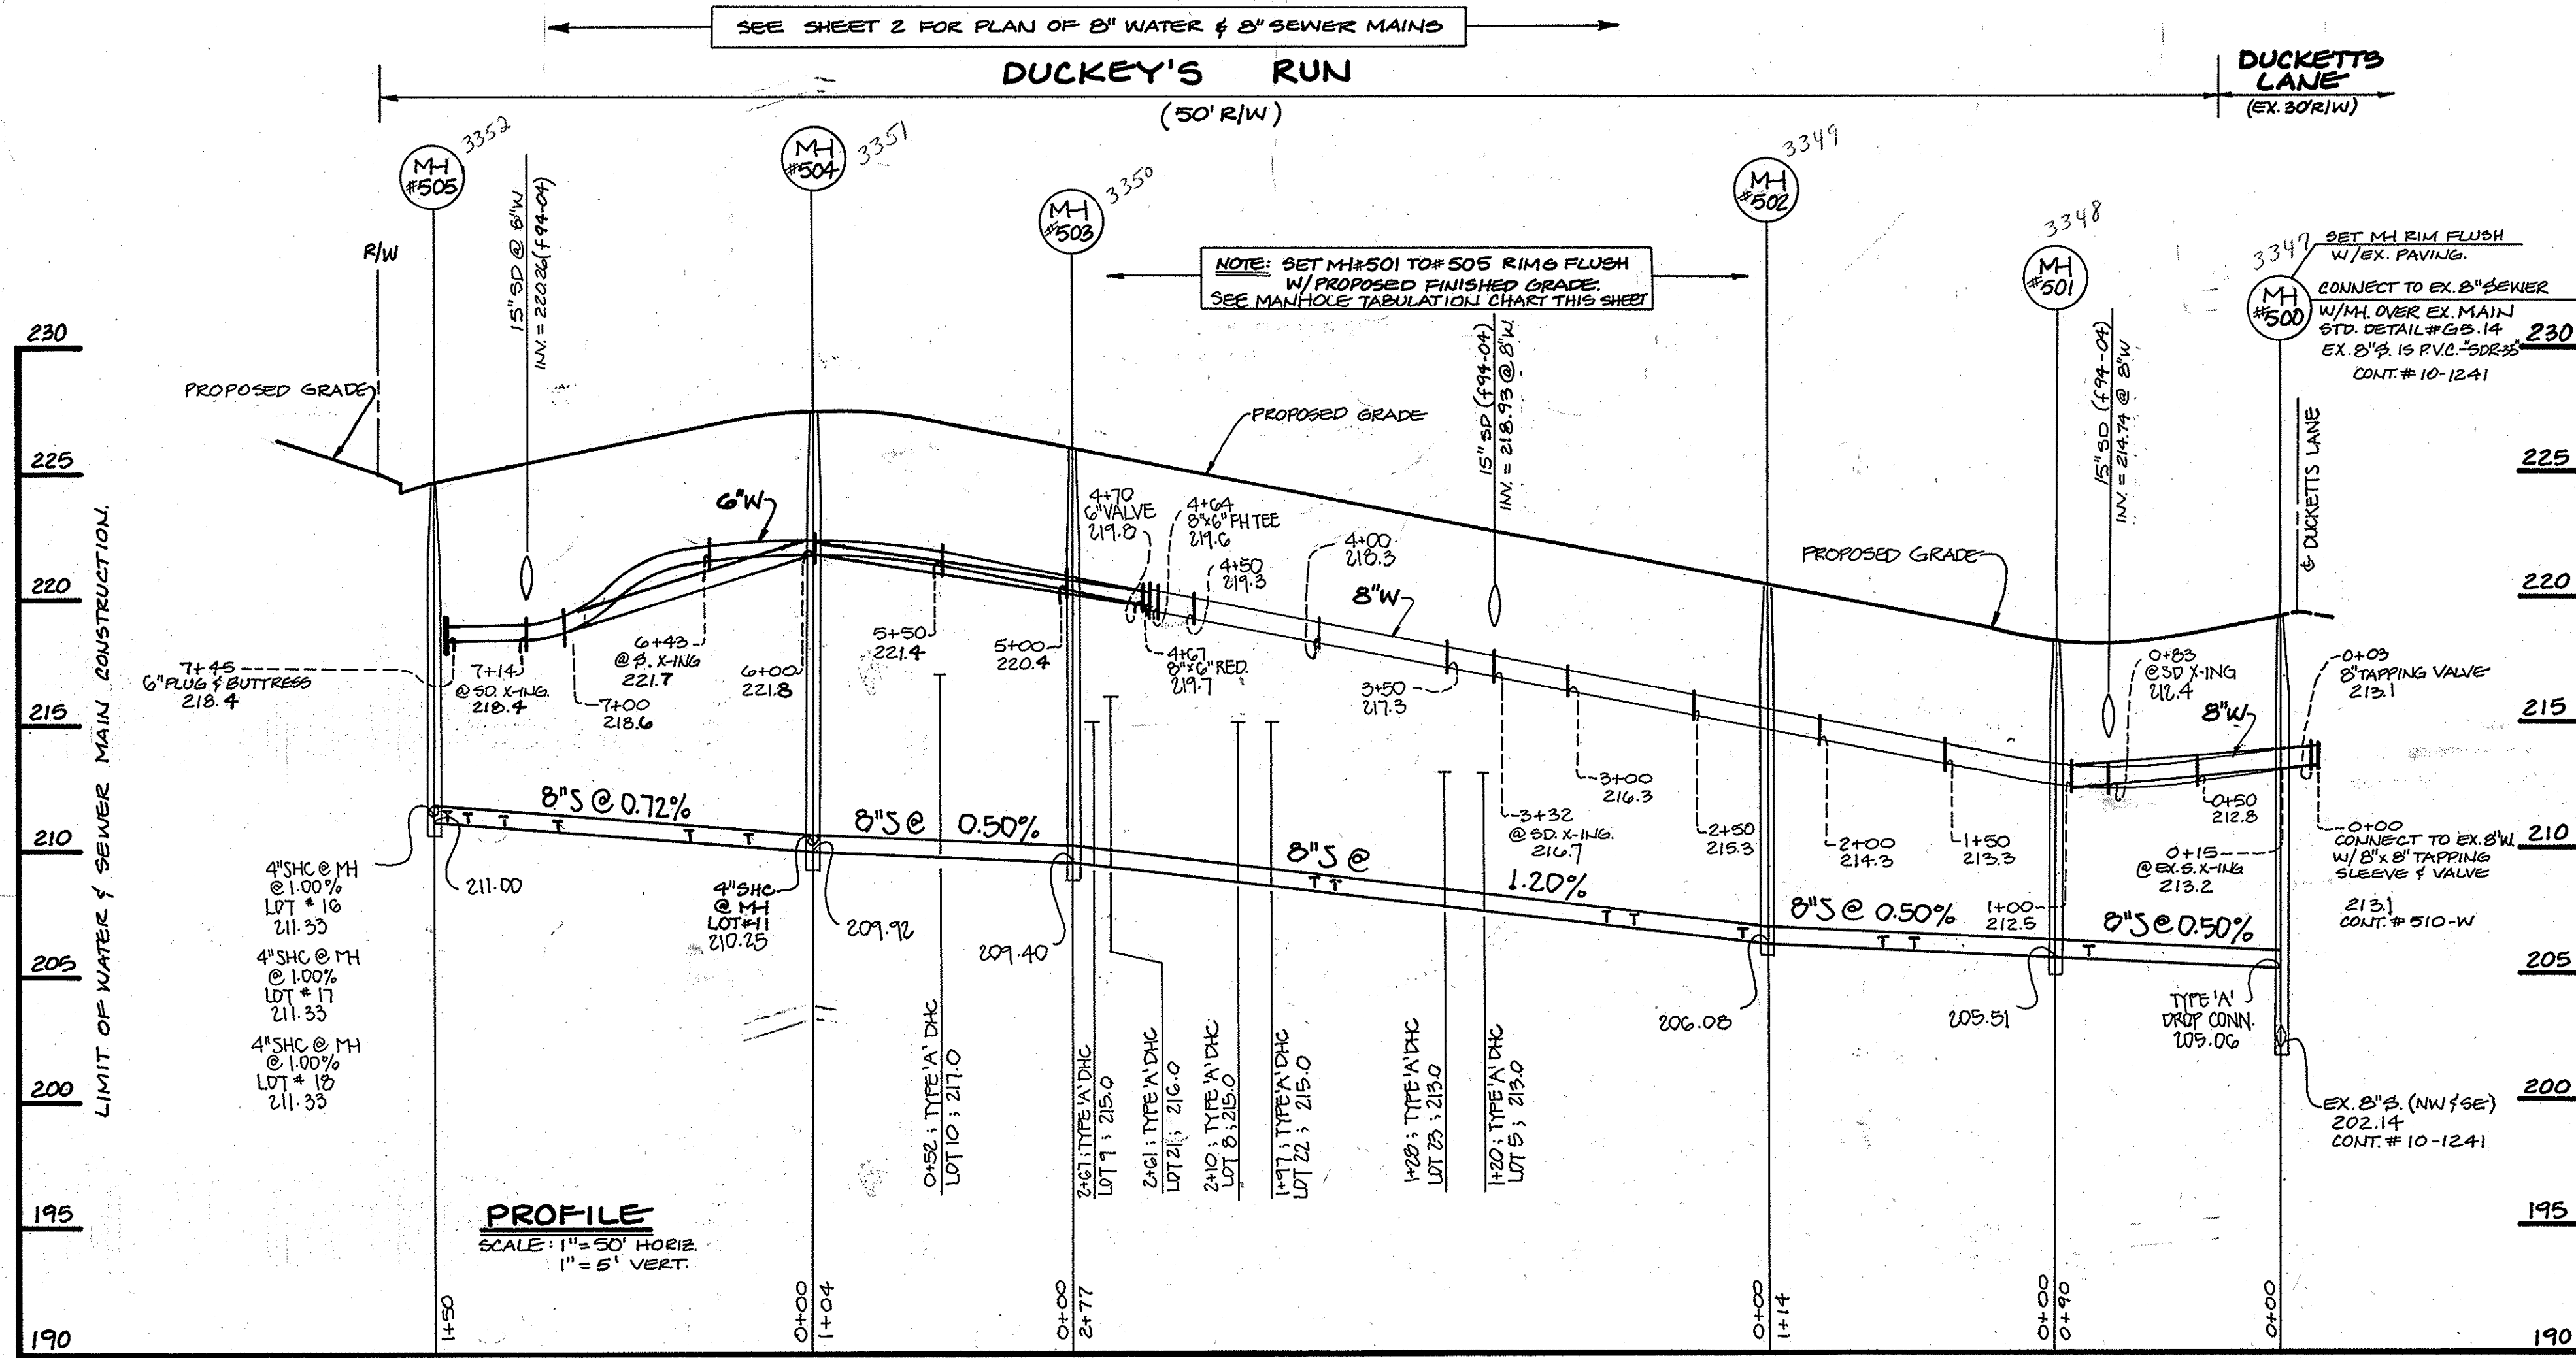 SEE SHEET 2 FOR PLAN OF 8" WATER & 8" SEWER MAINS
DUCKEY'S RUN
(50' R/W)
DUCKETTS
LANE
(EX. 30' R/W)
MH
#505
3352
MH
#504
3351
MH
#503
3350
MH
#502
3349
MH
#501
3348
MH
#500
3347
SET MH RIM FLUSH
W/EX. PAVING.
CONNECT TO EX. 8" SEWER
W/MH. OVER EX. MAIN
STD. DETAIL #G5.14
EX. 8"S. IS P.V.C.-"SDR-35"
CONT. # 10-1241
R/W
15" SD @ 8"W
INV. = 220.26 (f94-04)
NOTE: SET MH#501 TO #505 RIMS FLUSH
W/PROPOSED FINISHED GRADE.
SEE MANHOLE TABULATION CHART THIS SHEET
15" SD (f94-04)
INV. = 218.93 @ 8"W.
15" SD (f94-04)
INV. = 214.74 @ 8"W
℄ DUCKETTS LANE
230
225
220
215
210
205
200
195
190
230
225
220
215
210
205
200
195
190
LIMIT OF WATER & SEWER MAIN CONSTRUCTION.
PROPOSED GRADE
PROPOSED GRADE
PROPOSED GRADE
6"W
8"W
8"W
7+45
6" PLUG & BUTTRESS
218.4
7+14
@ SD. X-ING.
218.4
7+00
218.6
6+43
@ S. X-ING
221.7
6+00
221.8
5+50
221.4
5+00
220.4
4+70
6" VALVE
219.8
4+64
8"x6" FH TEE
219.6
4+67
8"x6" RED.
219.7
4+50
219.3
4+00
218.3
3+50
217.3
3+32
@ SD. X-ING.
216.7
3+00
216.3
2+50
215.3
2+00
214.3
1+50
213.3
1+00
212.5
0+83
@ SD X-ING
212.4
0+50
212.8
0+15
@ EX. S. X-ING
213.2
0+03
8" TAPPING VALVE
213.1
0+00
CONNECT TO EX. 8"W.
W/ 8"x 8" TAPPING
SLEEVE & VALVE
213.1
CONT. # 510-W
8"S @ 0.72%
8"S @ 0.50%
8"S @ 1.20%
8"S @ 0.50%
8"S @ 0.50%
T T T T T T
T T T T T
T T T
4" SHC @ MH
@ 1.00%
LOT # 16
211.33
4" SHC @ MH
@ 1.00%
LOT # 17
211.33
4" SHC @ MH
@ 1.00%
LOT # 18
211.33
211.00
4" SHC
@ MH
LOT #11
210.25
209.92
209.40
206.08
205.51
TYPE 'A'
DROP CONN.
205.06
EX. 8"S. (NW & SE)
202.14
CONT. # 10-1241
0+52; TYPE 'A' DHC
LOT 10; 217.0
2+67; TYPE 'A' DHC
LOT 9; 215.0
2+61; TYPE 'A' DHC
LOT 21; 216.0
2+10; TYPE 'A' DHC
LOT 8; 215.0
1+97; TYPE 'A' DHC
LOT 22; 215.0
1+28; TYPE 'A' DHC
LOT 23; 213.0
1+20; TYPE 'A' DHC
LOT 5; 213.0
PROFILE
SCALE: 1" = 50' HORIZ.
1" = 5' VERT.
1+50
0+00
1+04
0+00
2+77
0+00
1+14
0+00
0+90
0+00